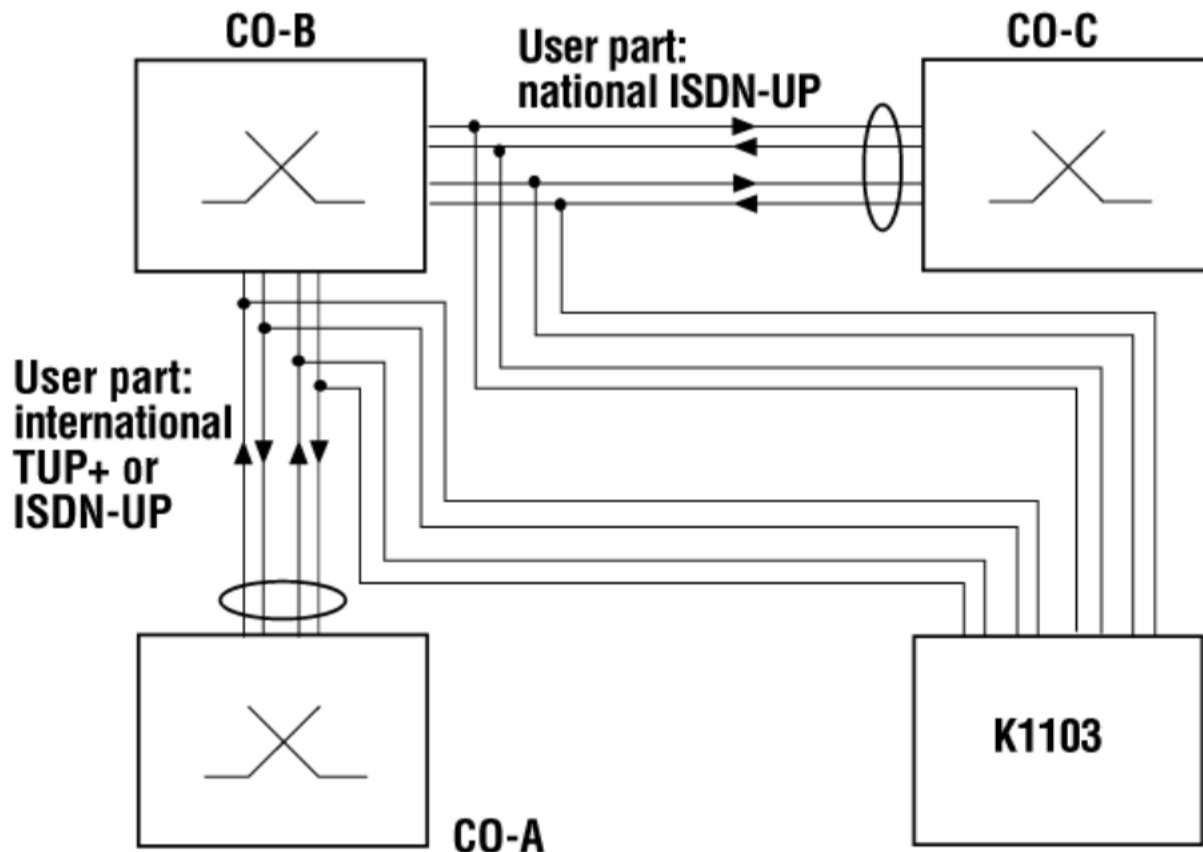 CO-B
User part:
national ISDN-UP
CO-C
User part:
international
TUP+ or
ISDN-UP
CO-A
K1103